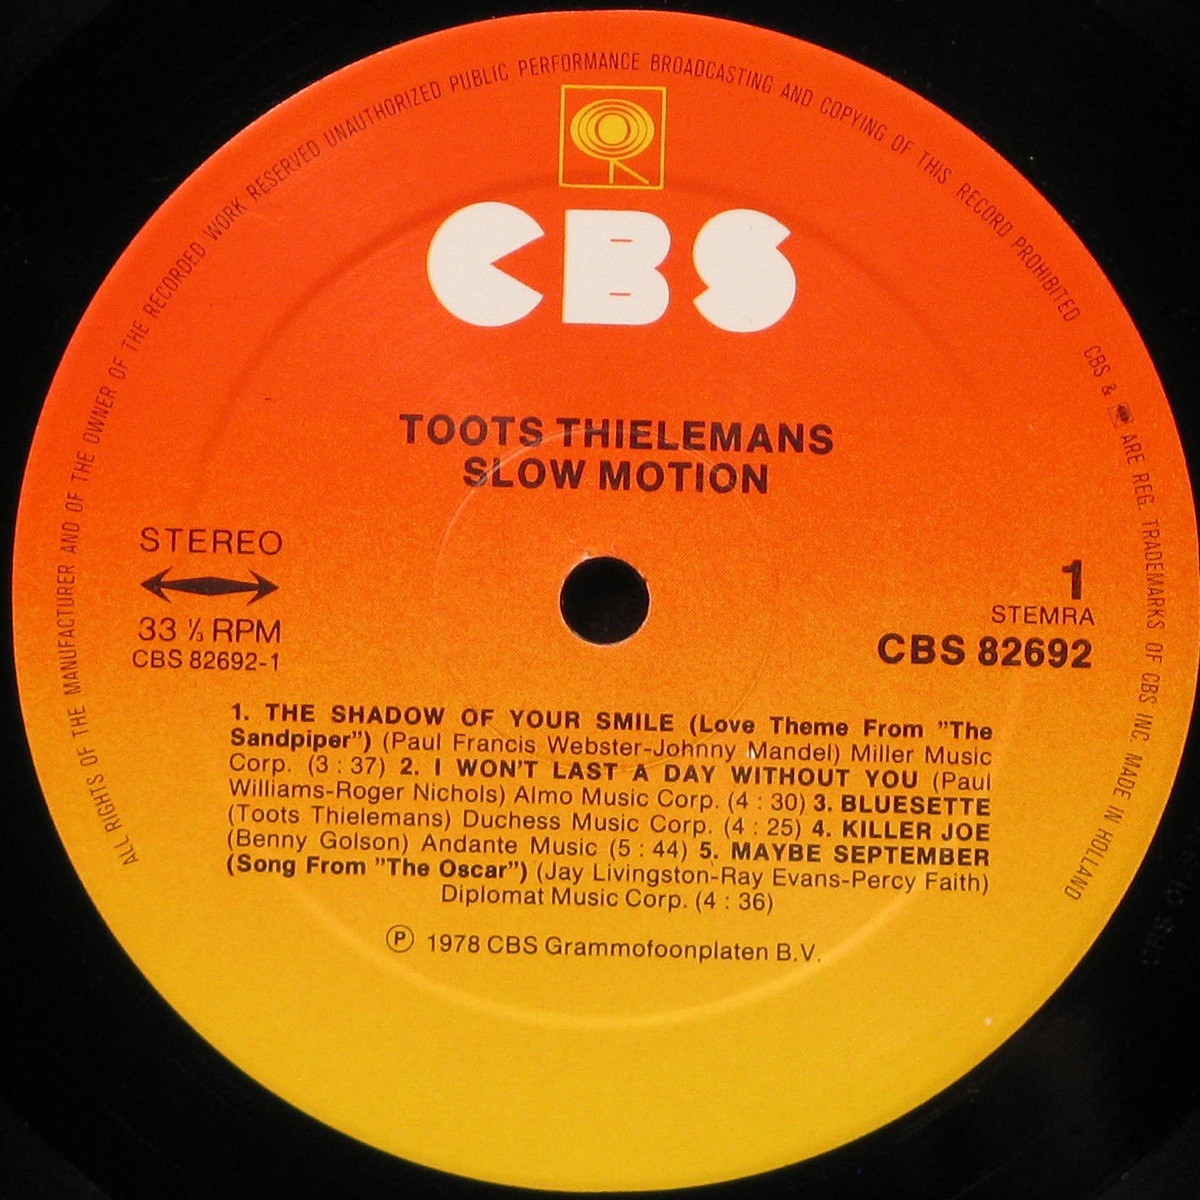 ALL RIGHTS OF THE MANUFACTURER AND OF THE OWNER OF THE RECORDED WORK RESERVED UNAUTHORIZED PUBLIC PERFORMANCE BROADCASTING AND COPYING OF THIS RECORD PROHIBITED CBS & ARE REG. TRADEMARKS OF CBS INC. MADE IN HOLLAND
CBS
TOOTS THIELEMANS
SLOW MOTION
STEREO
33 ⅓ RPM
CBS 82692-1
1
STEMRA
CBS 82692
1. THE SHADOW OF YOUR SMILE (Love Theme From "The
Sandpiper") (Paul Francis Webster-Johnny Mandel) Miller Music
Corp. (3 : 37) 2. I WON'T LAST A DAY WITHOUT YOU (Paul
Williams-Roger Nichols) Almo Music Corp. (4 : 30) 3. BLUESETTE
(Toots Thielemans) Duchess Music Corp. (4 : 25) 4. KILLER JOE
(Benny Golson) Andante Music (5 : 44) 5. MAYBE SEPTEMBER
(Song From "The Oscar") (Jay Livingston-Ray Evans-Percy Faith)
Diplomat Music Corp. (4 : 36)
℗ 1978 CBS Grammofoonplaten B.V.